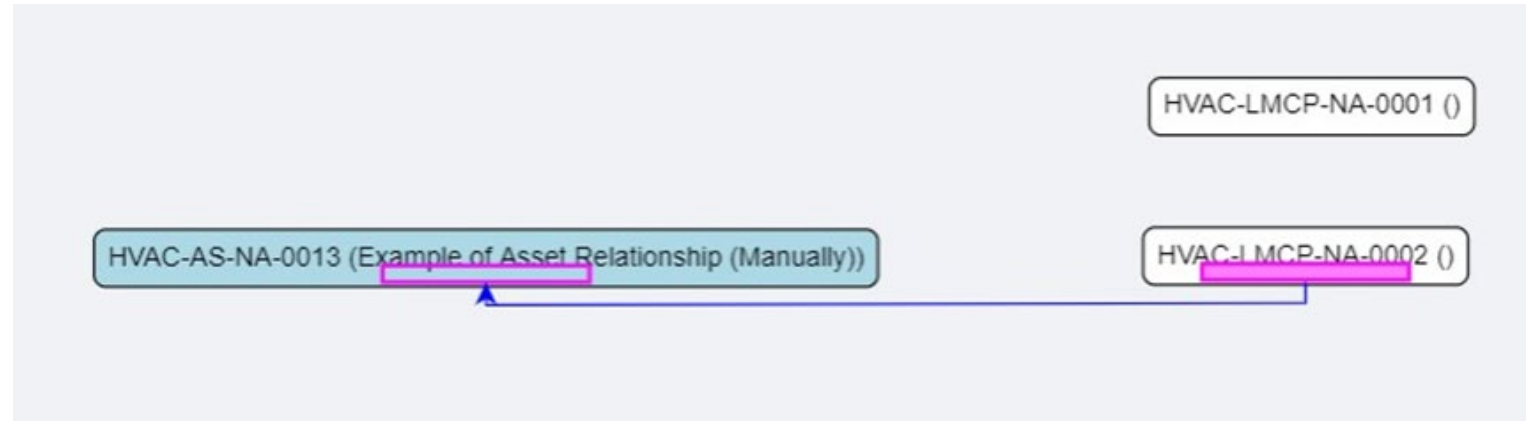 HVAC-LMCP-NA-0001 ()
HVAC-AS-NA-0013 (Example of Asset Relationship (Manually))
HVAC-LMCP-NA-0002 ()